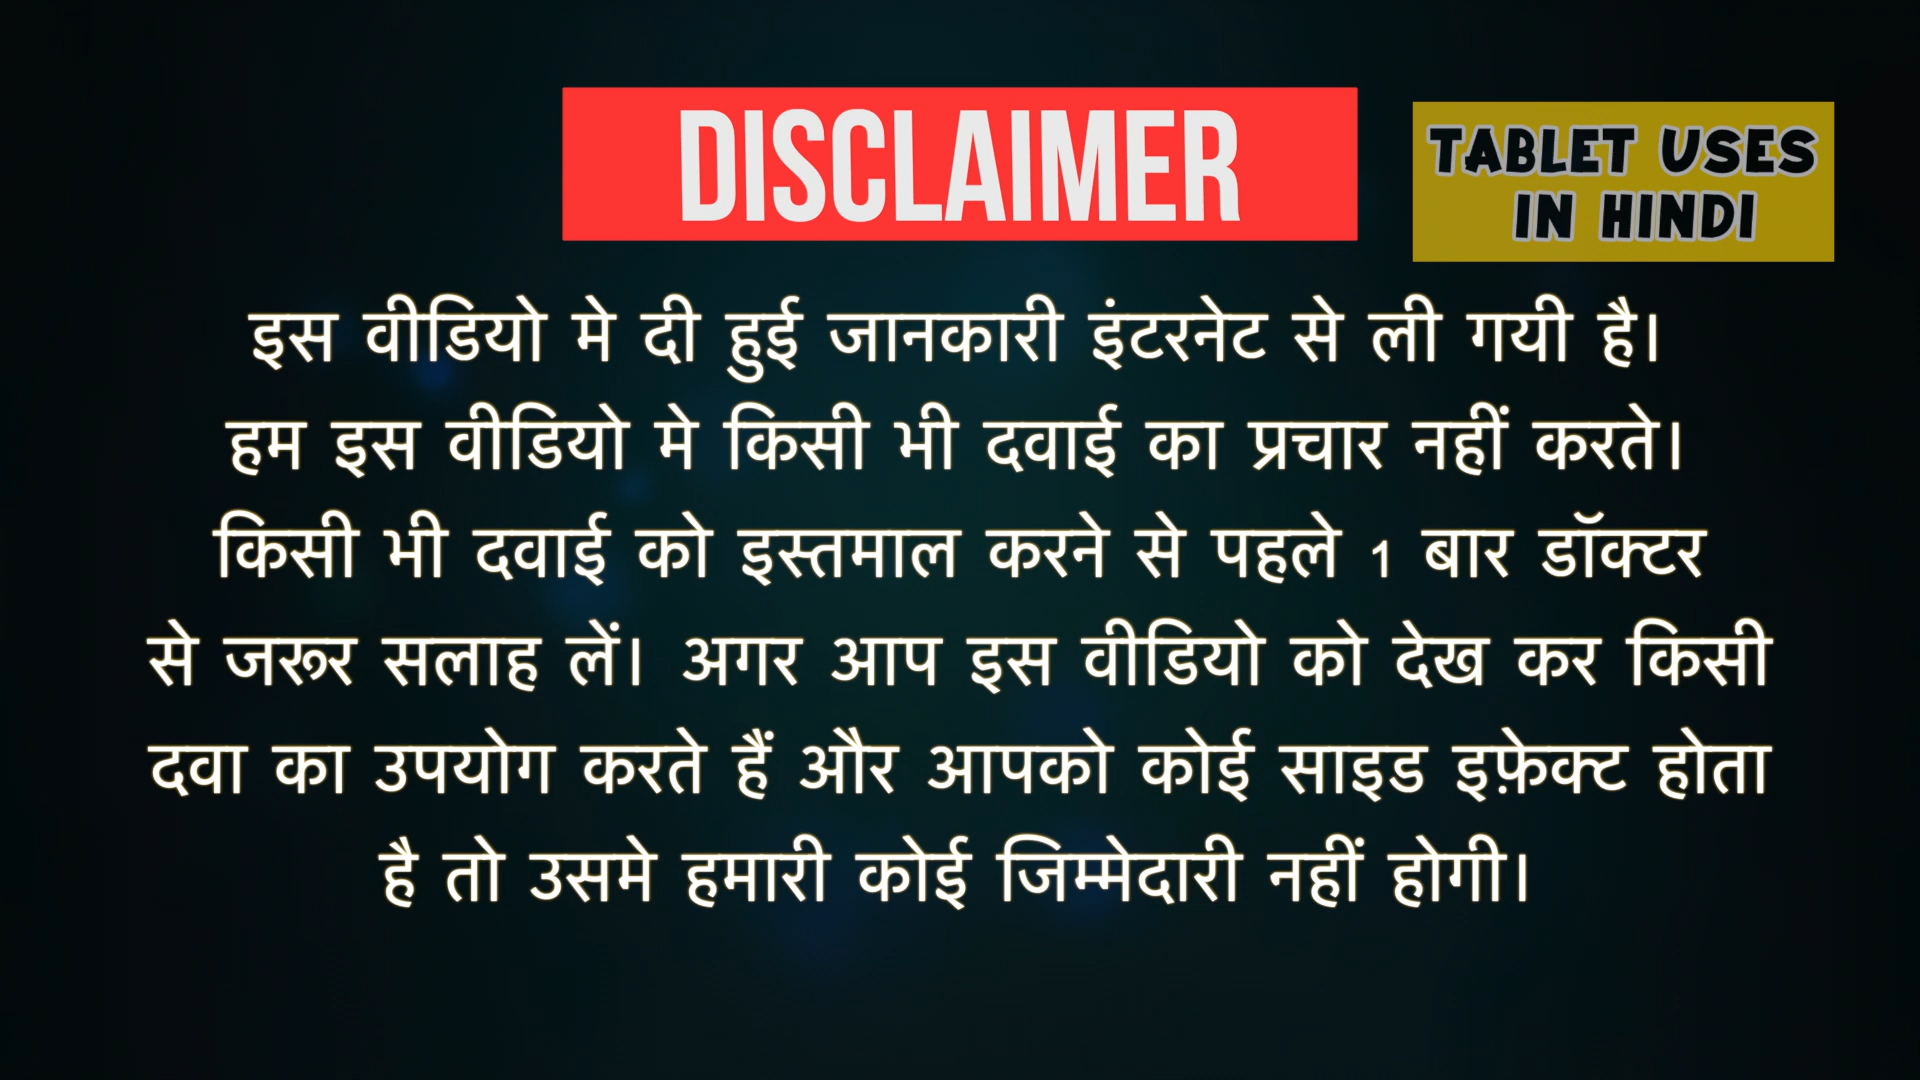 DISCLAIMER
TABLET USES
IN HINDI
इस वीडियो मे दी हुई जानकारी इंटरनेट से ली गयी है।
हम इस वीडियो मे किसी भी दवाई का प्रचार नहीं करते।
किसी भी दवाई को इस्तमाल करने से पहले 1 बार डॉक्टर
से जरूर सलाह लें। अगर आप इस वीडियो को देख कर किसी
दवा का उपयोग करते हैं और आपको कोई साइड इफ़ेक्ट होता
है तो उसमे हमारी कोई जिम्मेदारी नहीं होगी।